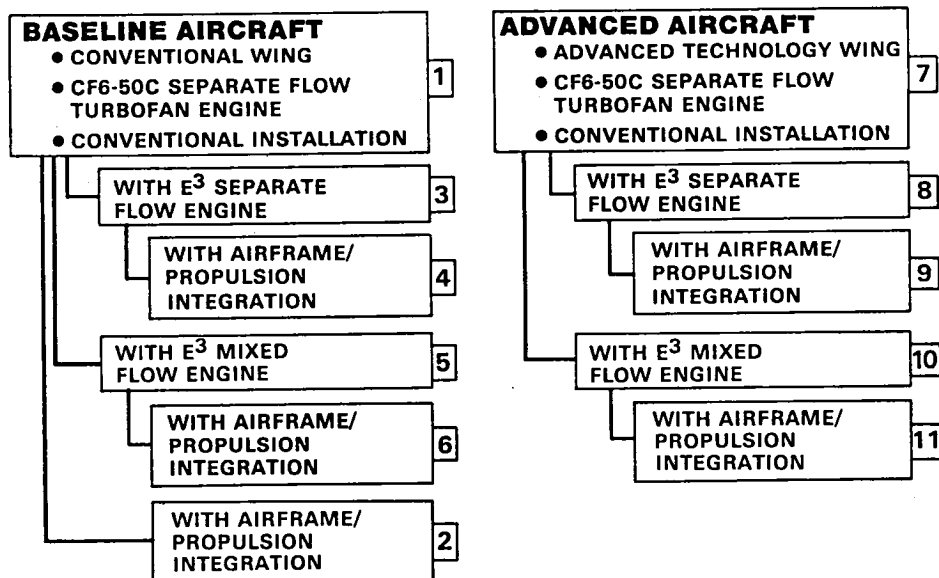 BASELINE AIRCRAFT
• CONVENTIONAL WING
• CF6-50C SEPARATE FLOW
TURBOFAN ENGINE
• CONVENTIONAL INSTALLATION
1
WITH E³ SEPARATE
FLOW ENGINE
3
WITH AIRFRAME/
PROPULSION
INTEGRATION
4
WITH E³ MIXED
FLOW ENGINE
5
WITH AIRFRAME/
PROPULSION
INTEGRATION
6
WITH AIRFRAME/
PROPULSION
INTEGRATION
2
ADVANCED AIRCRAFT
• ADVANCED TECHNOLOGY WING
• CF6-50C SEPARATE FLOW
TURBOFAN ENGINE
• CONVENTIONAL INSTALLATION
7
WITH E³ SEPARATE
FLOW ENGINE
8
WITH AIRFRAME/
PROPULSION
INTEGRATION
9
WITH E³ MIXED
FLOW ENGINE
10
WITH AIRFRAME/
PROPULSION
INTEGRATION
11